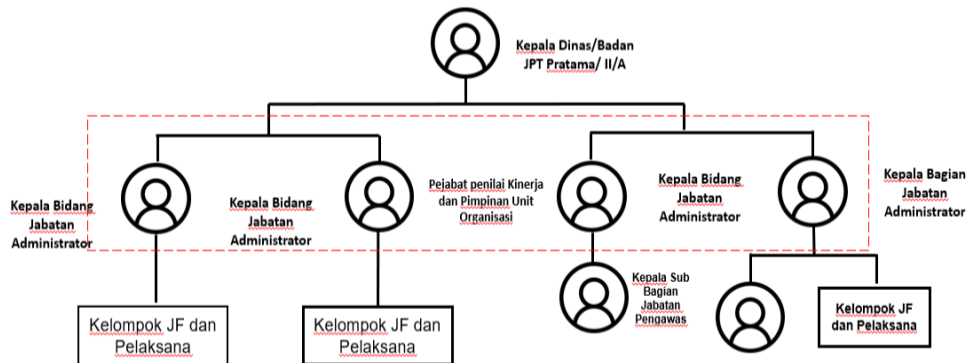 Kepala Dinas/Badan
JPT Pratama/ II/A
Kepala Bidang
Jabatan
Administrator
Kepala Bidang
Jabatan
Administrator
Pejabat penilai Kinerja
dan Pimpinan Unit
Organisasi
Kepala Bidang
Jabatan
Administrator
Kepala Bagian
Jabatan
Administrator
Kelompok JF dan
Pelaksana
Kelompok JF dan
Pelaksana
Kepala Sub
Bagian
Jabatan
Pengawas
Kelompok JF
dan Pelaksana